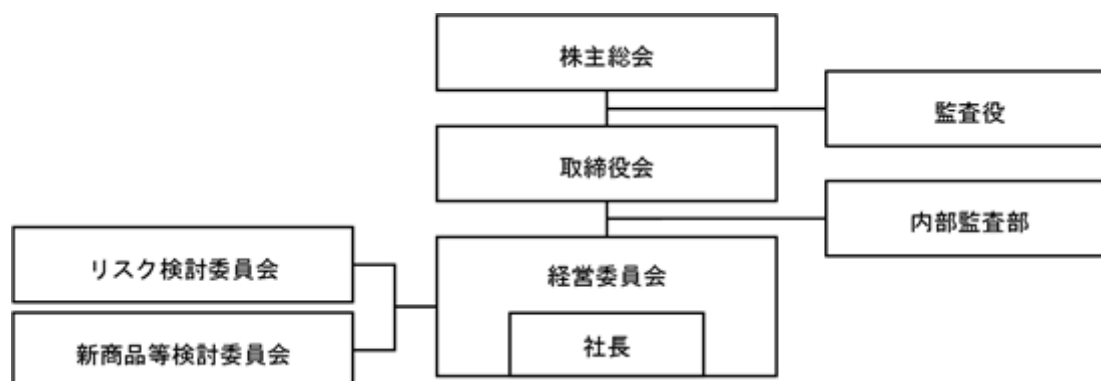 株主総会
監査役
取締役会
内部監査部
リスク検討委員会
経営委員会
社長
新商品等検討委員会